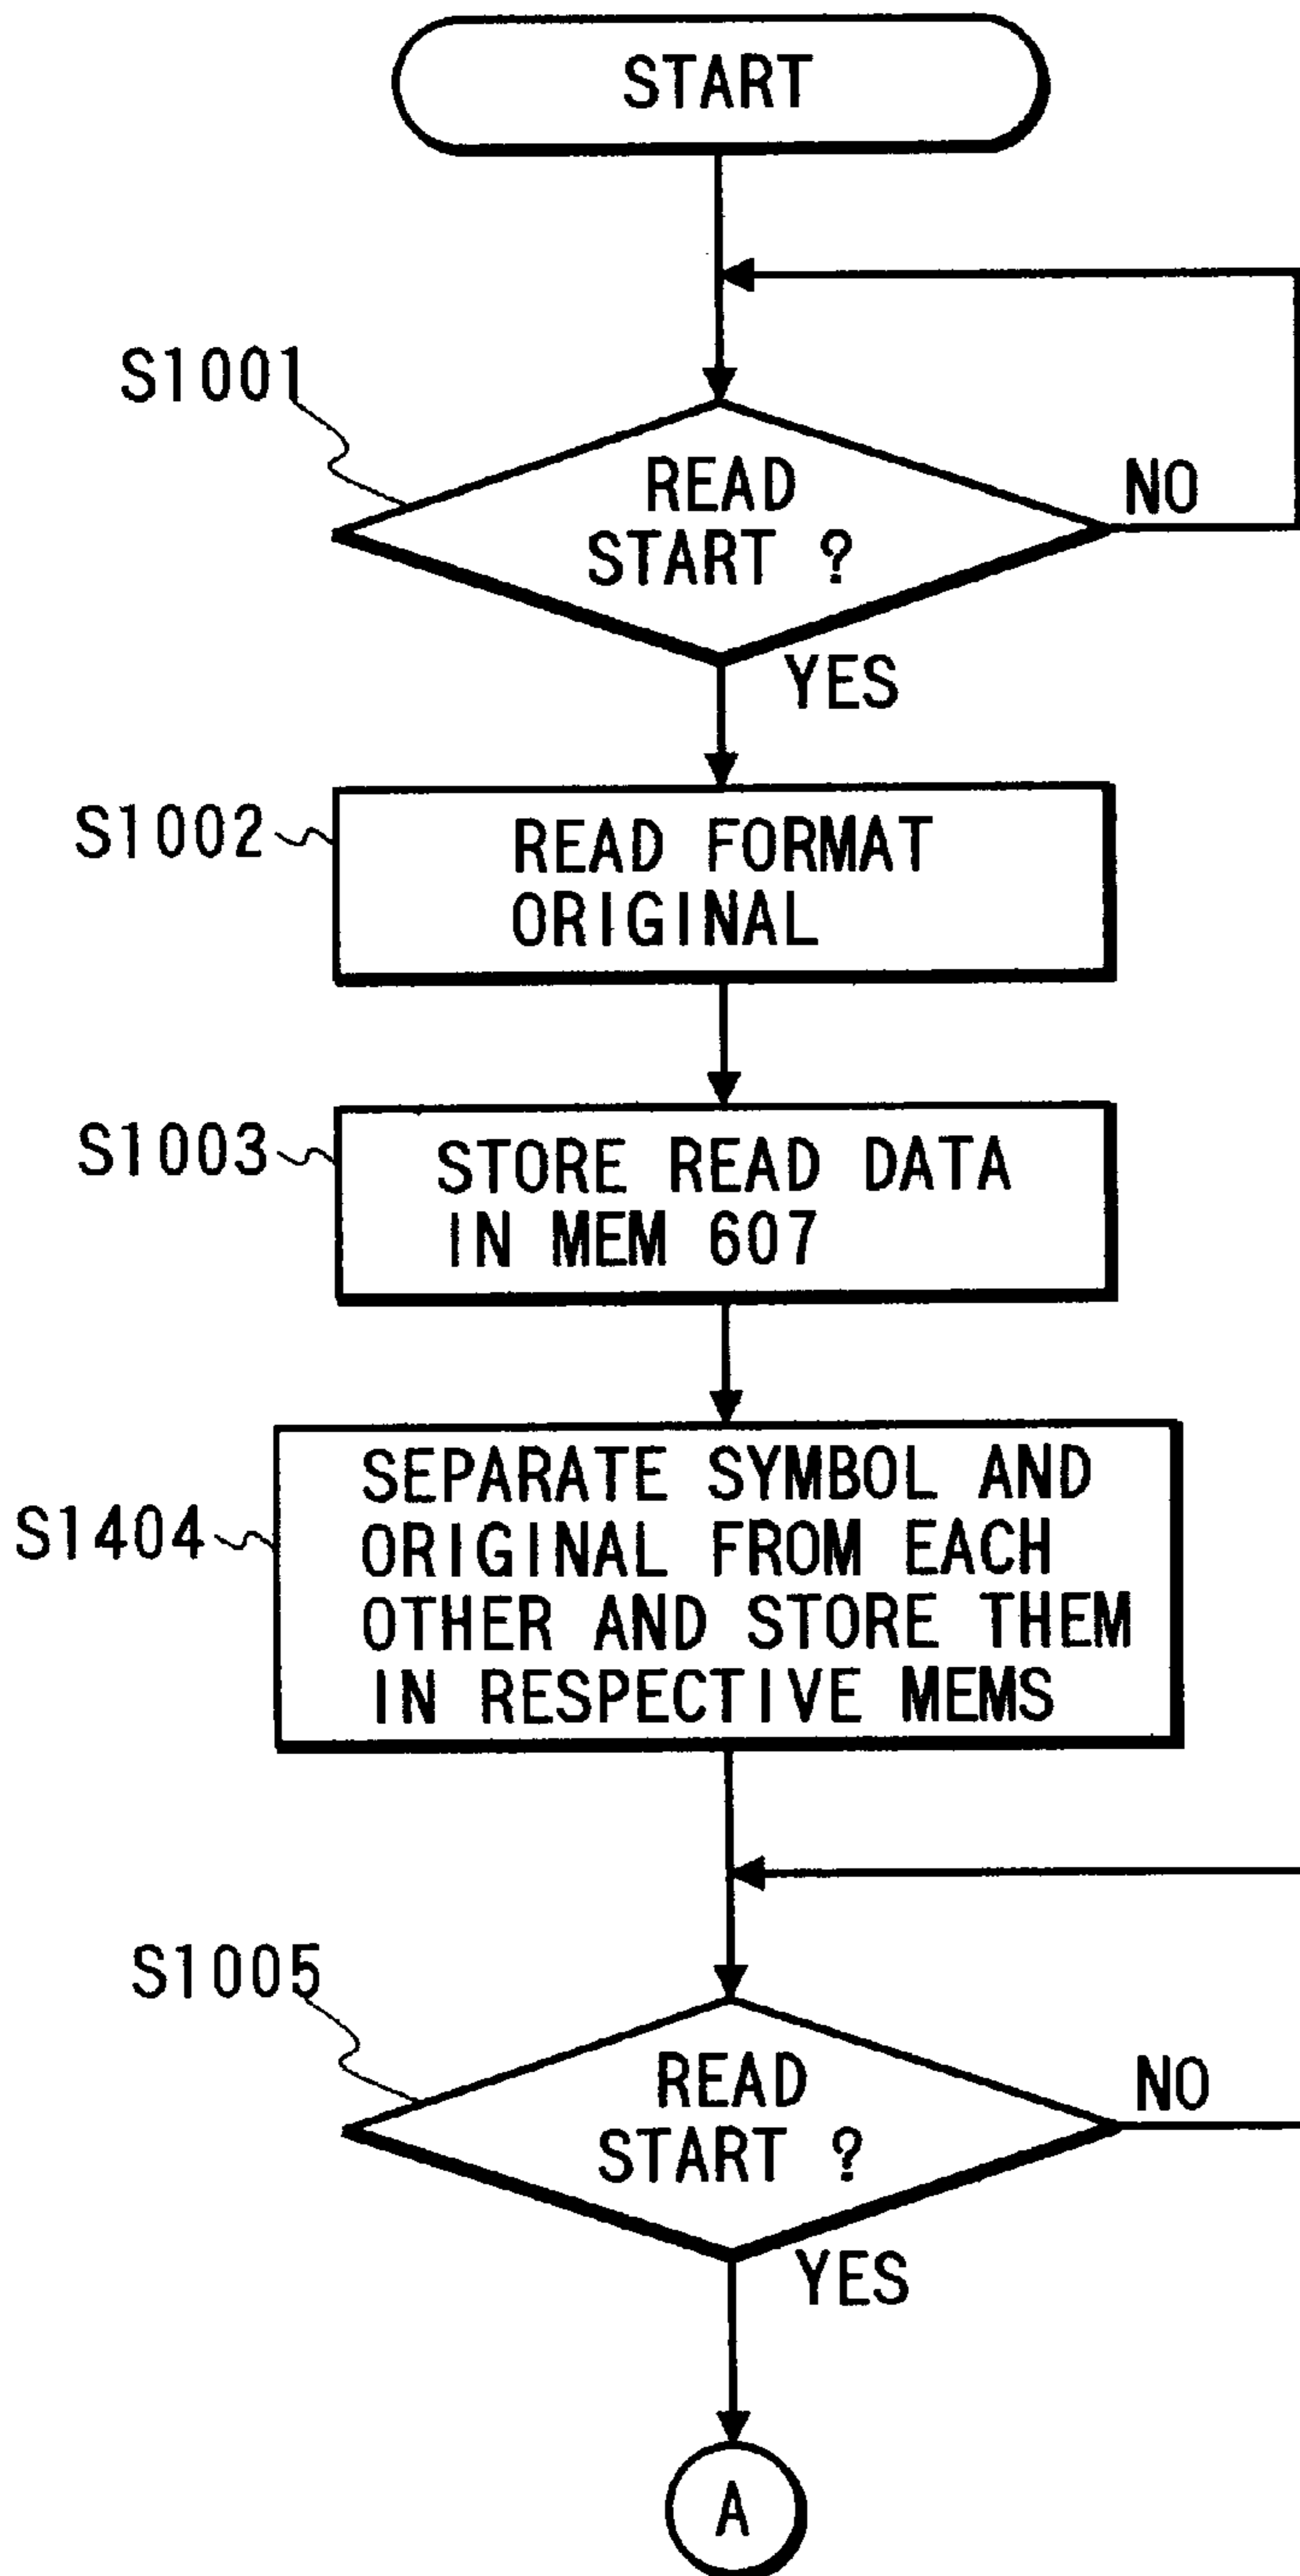 START
S1001
READ
START ?
NO
YES
S1002
READ FORMAT
ORIGINAL
S1003
STORE READ DATA
IN MEM 607
S1404
SEPARATE SYMBOL AND
ORIGINAL FROM EACH
OTHER AND STORE THEM
IN RESPECTIVE MEMS
S1005
READ
START ?
NO
YES
A